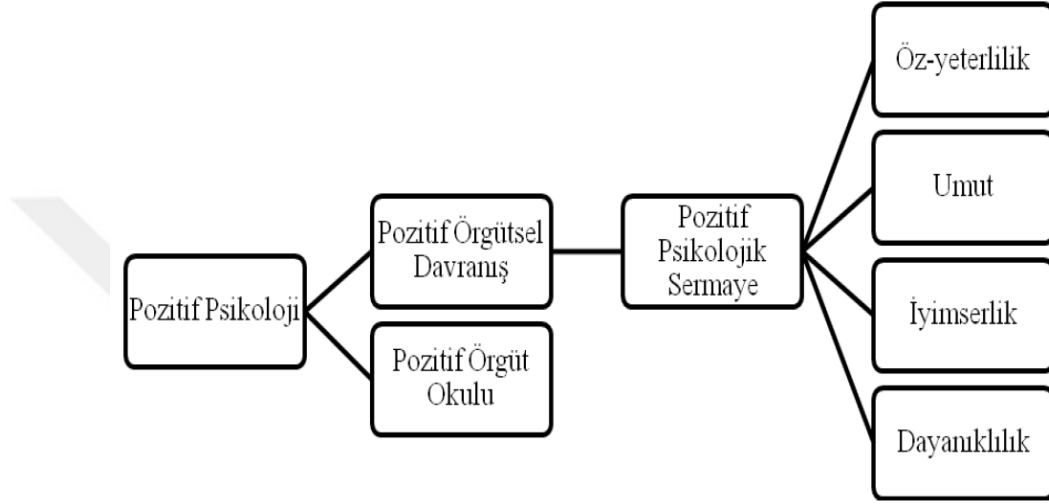 Pozitif Psikoloji
Pozitif Örgütsel
Davranış
Pozitif Örgüt
Okulu
Pozitif
Psikolojik
Sermaye
Öz-yeterlilik
Umut
İyimserlik
Dayanıklılık